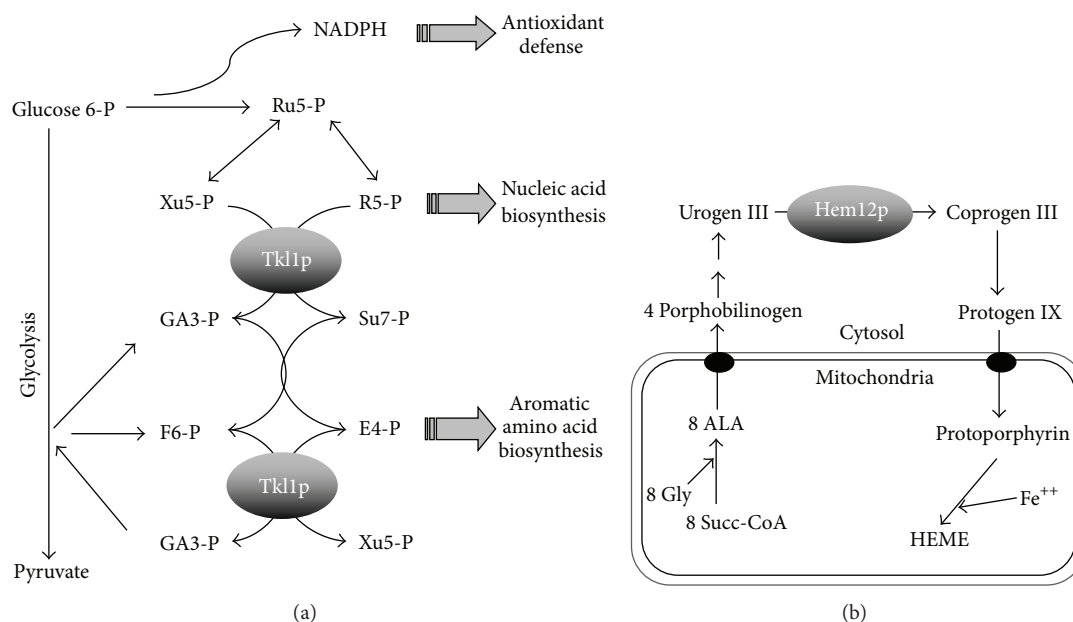 NADPH
Antioxidant
defense
Glucose 6-P
Ru5-P
Xu5-P
R5-P
Nucleic acid
biosynthesis
Tkl1p
GA3-P
Su7-P
Glycolysis
F6-P
E4-P
Aromatic
amino acid
biosynthesis
Tkl1p
GA3-P
Xu5-P
Pyruvate
(a)
Urogen III
Hem12p
Coprogen III
4 Porphobilinogen
Protogen IX
Cytosol
Mitochondria
8 ALA
Protoporphyrin
8 Gly
8 Succ-CoA
Fe++
HEME
(b)